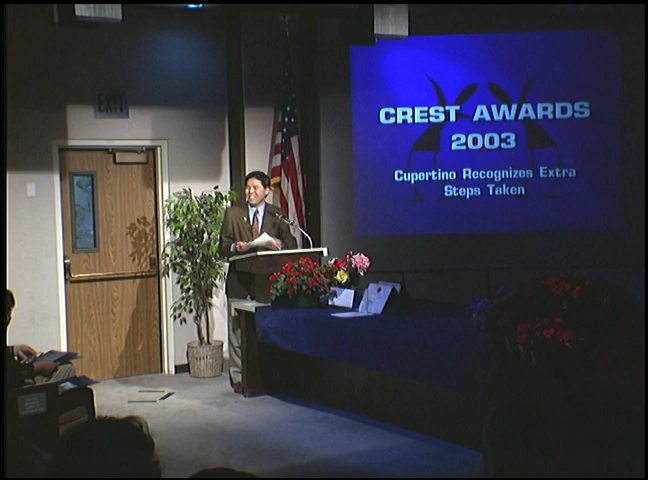 EXIT
CREST AWARDS
2003
Cupertino Recognizes Extra
Steps Taken